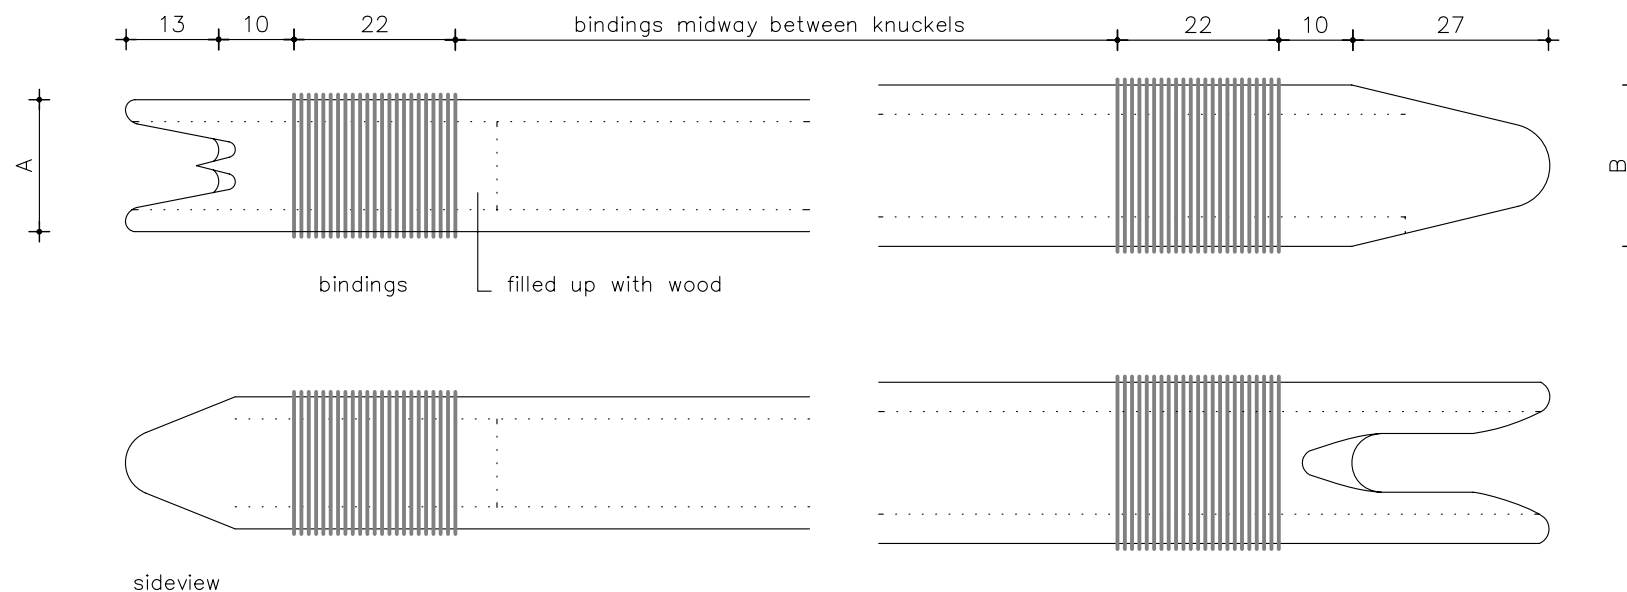 13 10 22 bindings midway between knuckels 22 10 27
A
B
bindings
filled up with wood
sideview